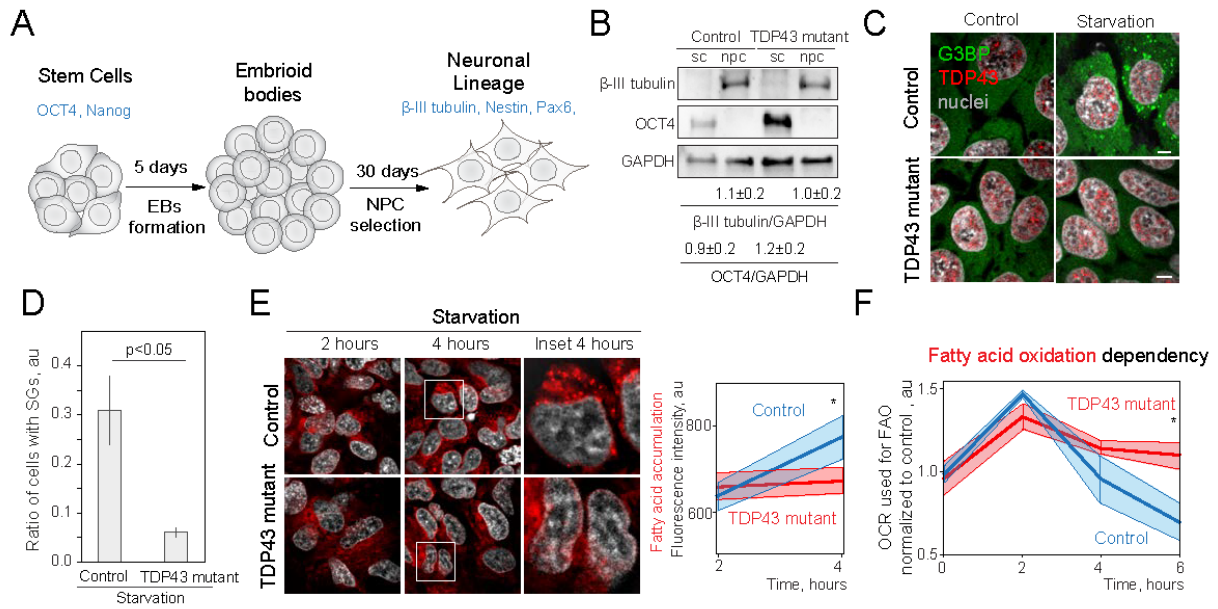 A
Stem Cells
OCT4, Nanog
5 days
EBs
formation
Embrioid
bodies
30 days
NPC
selection
Neuronal
Lineage
β-III tubulin, Nestin, Pax6,
B
Control TDP43 mutant
sc npc sc npc
β-III tubulin
OCT4
GAPDH
1.1±0.2 1.0±0.2
β-III tubulin/GAPDH
0.9±0.2 1.2±0.2
OCT4/GAPDH
C
Control Starvation
G3BP
TDP43
nuclei
Control
TDP43 mutant
D
Ratio of cells with SGs, au
0.4
0.3
0.2
0.1
0.0
p<0.05
Control TDP43 mutant
Starvation
E
Starvation
2 hours 4 hours Inset 4 hours
Control
TDP43 mutant
Fatty acid accumulation
Fluorescence intensity, au
800
600
Control
*
TDP43 mutant
2 4
Time, hours
F
Fatty acid oxidation dependency
OCR used for FAO
normalized to control , au
1.5
1.0
0.5
TDP43 mutant
*
Control
0 2 4 6
Time, hours